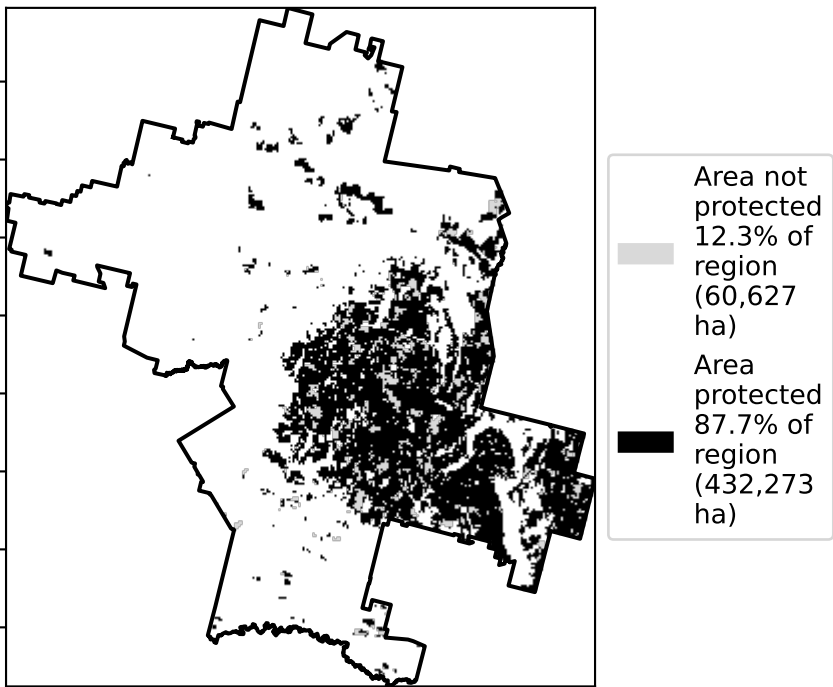 Area not
protected
12.3% of
region
(60,627
ha)
Area
protected
87.7% of
region
(432,273
ha)